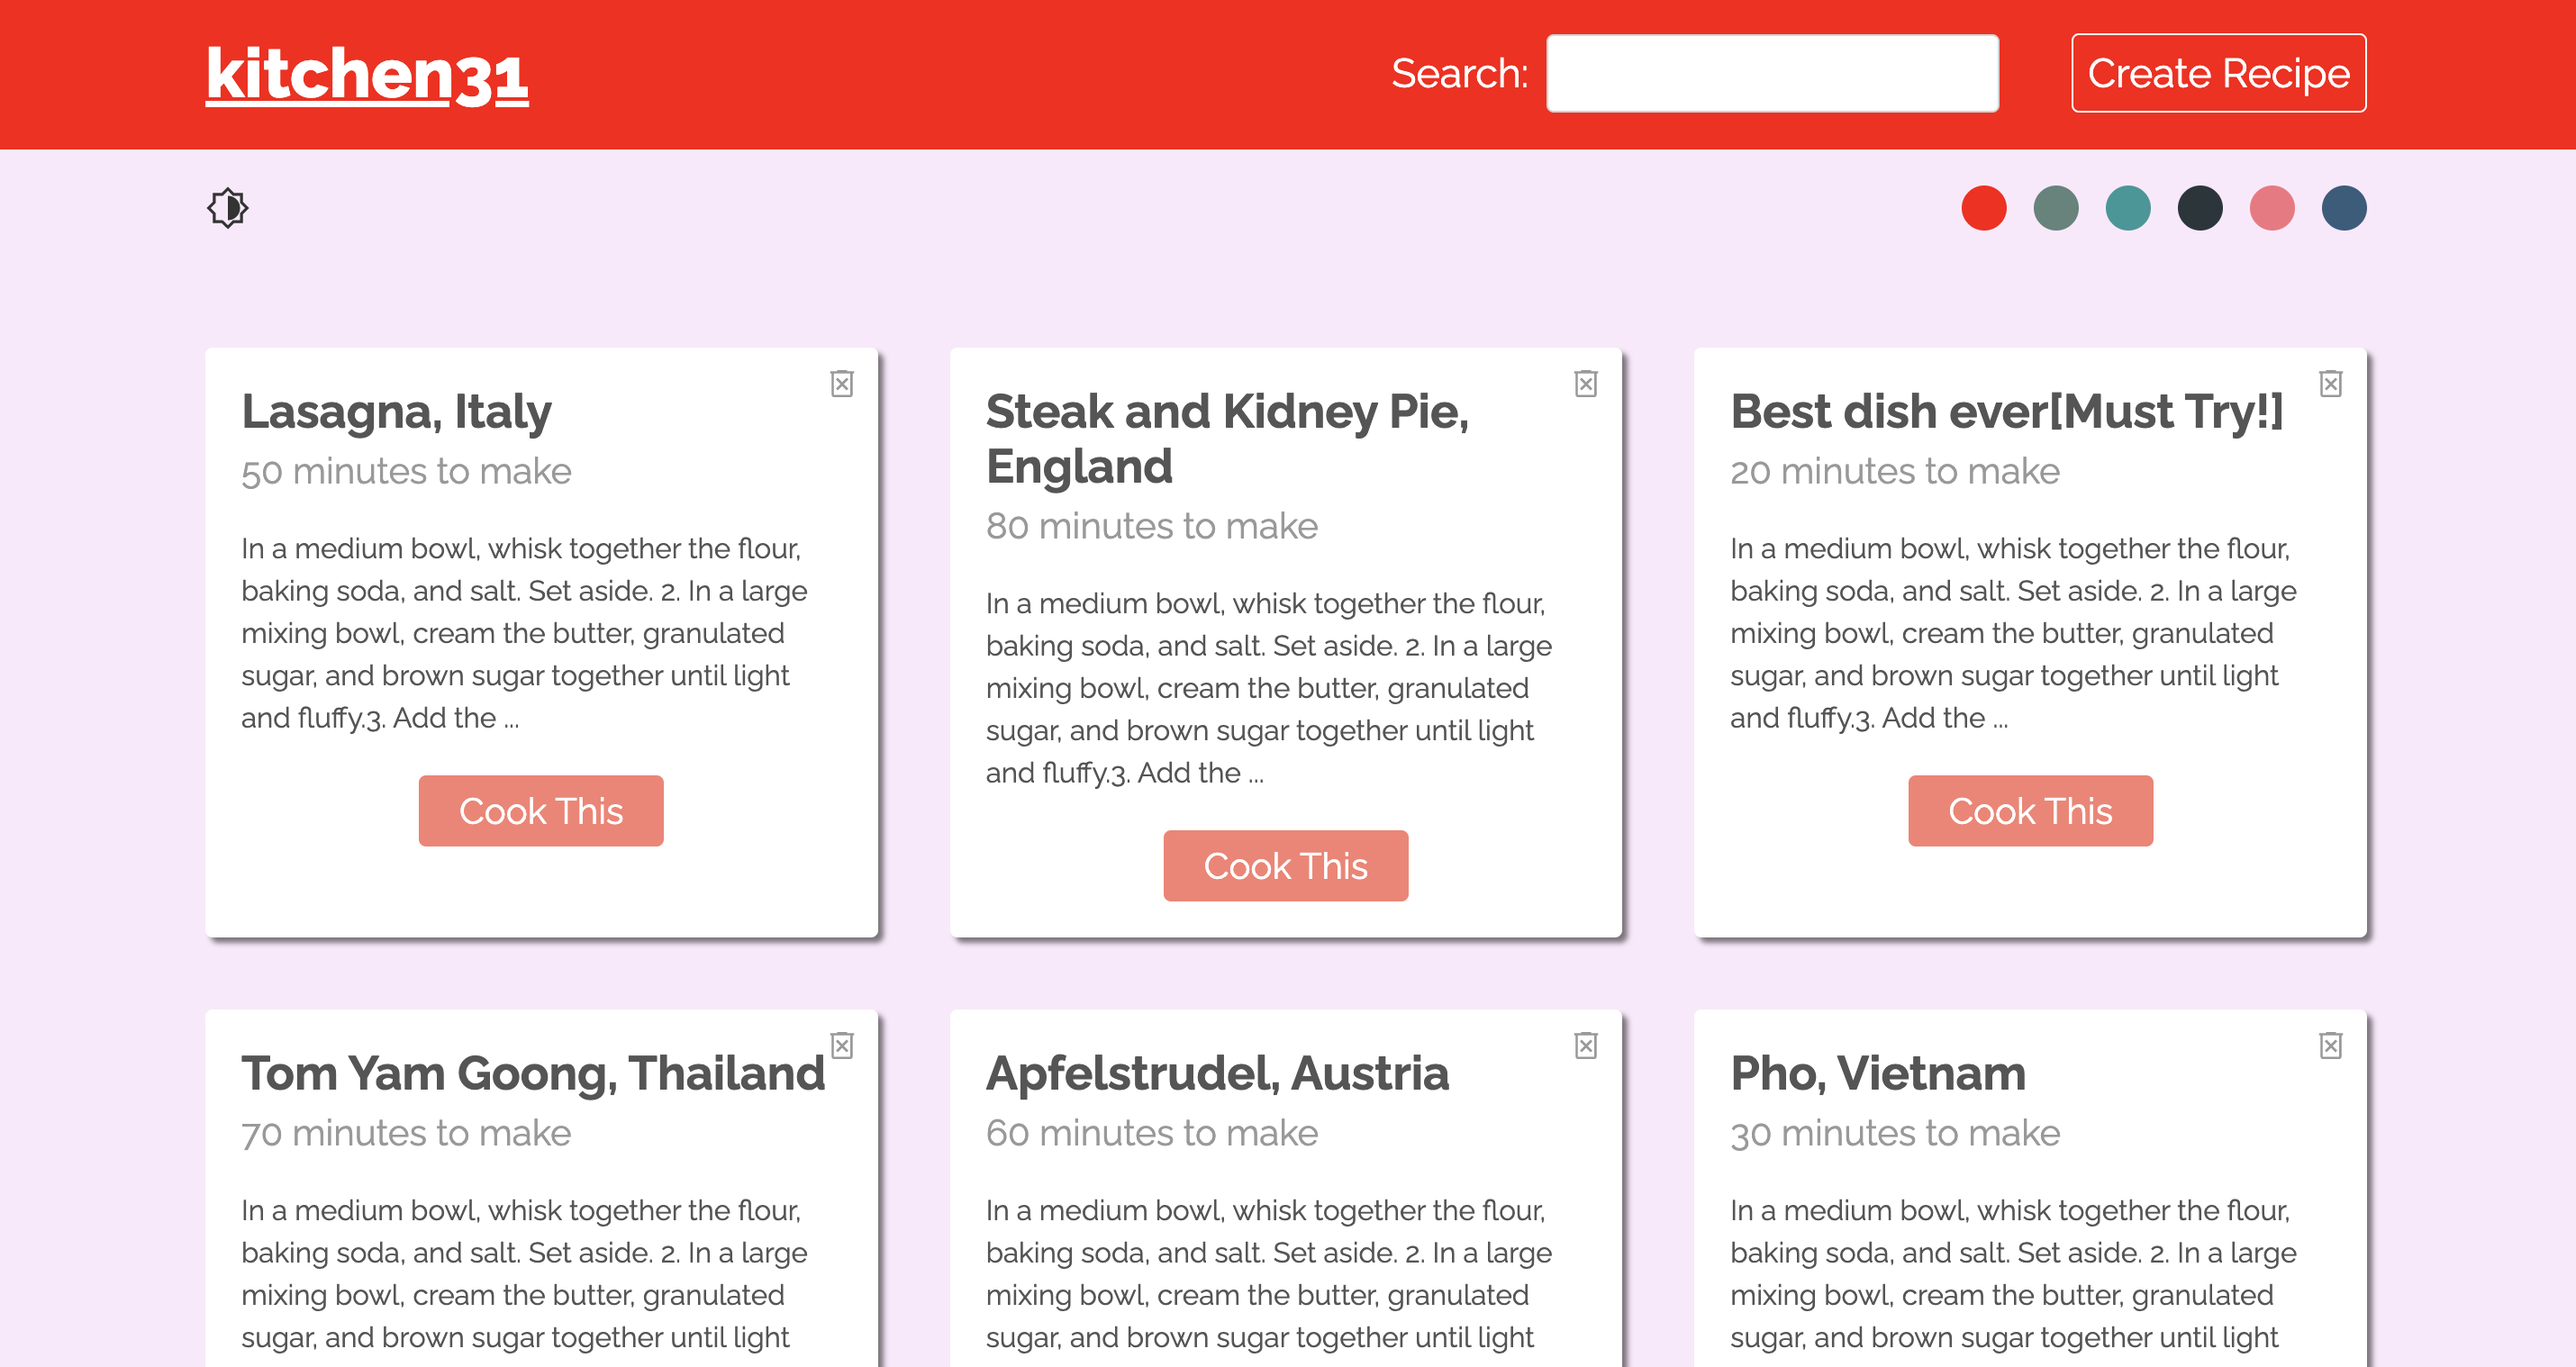 kitchen31
Search:
Create Recipe
Lasagna, Italy
50 minutes to make
In a medium bowl, whisk together the flour,
baking soda, and salt. Set aside. 2. In a large
mixing bowl, cream the butter, granulated
sugar, and brown sugar together until light
and fluffy.3. Add the ...
Cook This
Steak and Kidney Pie,
England
80 minutes to make
In a medium bowl, whisk together the flour,
baking soda, and salt. Set aside. 2. In a large
mixing bowl, cream the butter, granulated
sugar, and brown sugar together until light
and fluffy.3. Add the ...
Cook This
Best dish ever[Must Try!]
20 minutes to make
In a medium bowl, whisk together the flour,
baking soda, and salt. Set aside. 2. In a large
mixing bowl, cream the butter, granulated
sugar, and brown sugar together until light
and fluffy.3. Add the ...
Cook This
Tom Yam Goong, Thailand
70 minutes to make
In a medium bowl, whisk together the flour,
baking soda, and salt. Set aside. 2. In a large
mixing bowl, cream the butter, granulated
sugar, and brown sugar together until light
Apfelstrudel, Austria
60 minutes to make
In a medium bowl, whisk together the flour,
baking soda, and salt. Set aside. 2. In a large
mixing bowl, cream the butter, granulated
sugar, and brown sugar together until light
Pho, Vietnam
30 minutes to make
In a medium bowl, whisk together the flour,
baking soda, and salt. Set aside. 2. In a large
mixing bowl, cream the butter, granulated
sugar, and brown sugar together until light